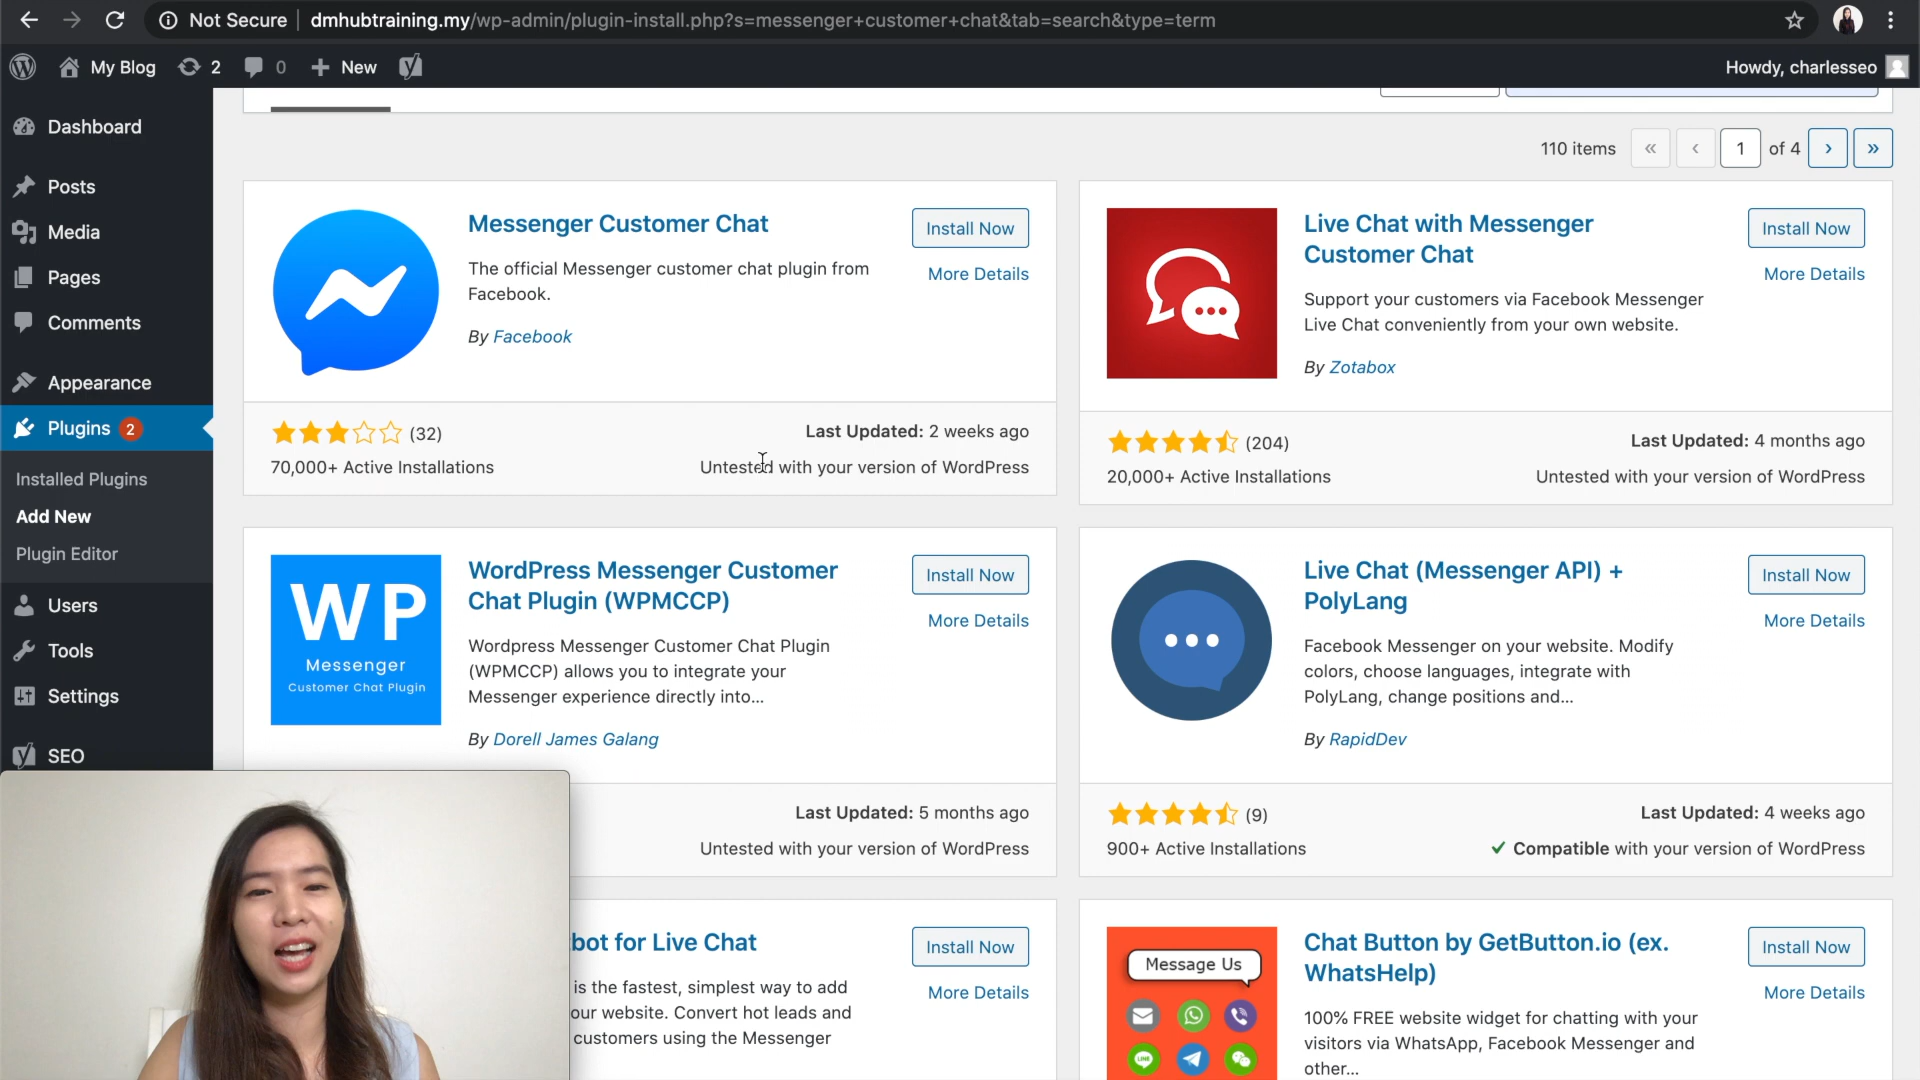 Not Secure | dmhubtraining.my/wp-admin/plugin-install.php?s=messenger+customer+chat&tab=search&type=term
My Blog 2 0 + New
Howdy, charlesseo
Dashboard
Posts
Media
Pages
Comments
Appearance
Plugins 2
Installed Plugins
Add New
Plugin Editor
Users
Tools
Settings
SEO
110 items « ‹ 1 of 4 › »
Messenger Customer Chat
Install Now
More Details
The official Messenger customer chat plugin from
Facebook.
By Facebook
(32)
Last Updated: 2 weeks ago
70,000+ Active Installations
Untested with your version of WordPress
Live Chat with Messenger
Customer Chat
Install Now
More Details
Support your customers via Facebook Messenger
Live Chat conveniently from your own website.
By Zotabox
(204)
Last Updated: 4 months ago
20,000+ Active Installations
Untested with your version of WordPress
WP
Messenger
Customer Chat Plugin
WordPress Messenger Customer
Chat Plugin (WPMCCP)
Install Now
More Details
Wordpress Messenger Customer Chat Plugin
(WPMCCP) allows you to integrate your
Messenger experience directly into...
By Dorell James Galang
Last Updated: 5 months ago
Untested with your version of WordPress
Live Chat (Messenger API) +
PolyLang
Install Now
More Details
Facebook Messenger on your website. Modify
colors, choose languages, integrate with
PolyLang, change positions and...
By RapidDev
(9)
Last Updated: 4 weeks ago
900+ Active Installations
Compatible with your version of WordPress
bot for Live Chat
Install Now
More Details
is the fastest, simplest way to add
our website. Convert hot leads and
customers using the Messenger
Message Us
LINE
Chat Button by GetButton.io (ex.
WhatsHelp)
Install Now
More Details
100% FREE website widget for chatting with your
visitors via WhatsApp, Facebook Messenger and
other...